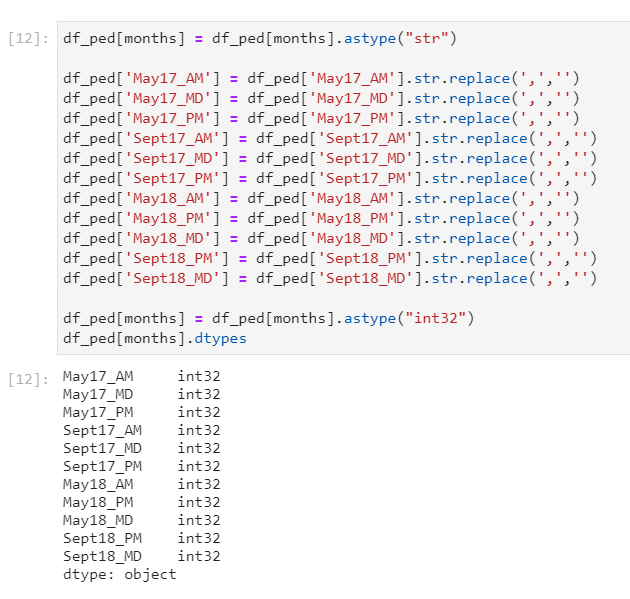 [12]: df_ped[months] = df_ped[months].astype("str")
df_ped['May17_AM'] = df_ped['May17_AM'].str.replace(',','')
df_ped['May17_MD'] = df_ped['May17_MD'].str.replace(',','')
df_ped['May17_PM'] = df_ped['May17_PM'].str.replace(',','')
df_ped['Sept17_AM'] = df_ped['Sept17_AM'].str.replace(',','')
df_ped['Sept17_MD'] = df_ped['Sept17_MD'].str.replace(',','')
df_ped['Sept17_PM'] = df_ped['Sept17_PM'].str.replace(',','')
df_ped['May18_AM'] = df_ped['May18_AM'].str.replace(',','')
df_ped['May18_PM'] = df_ped['May18_PM'].str.replace(',','')
df_ped['May18_MD'] = df_ped['May18_MD'].str.replace(',','')
df_ped['Sept18_PM'] = df_ped['Sept18_PM'].str.replace(',','')
df_ped['Sept18_MD'] = df_ped['Sept18_MD'].str.replace(',','')
df_ped[months] = df_ped[months].astype("int32")
df_ped[months].dtypes
[12]: May17_AM int32
May17_MD int32
May17_PM int32
Sept17_AM int32
Sept17_MD int32
Sept17_PM int32
May18_AM int32
May18_PM int32
May18_MD int32
Sept18_PM int32
Sept18_MD int32
dtype: object